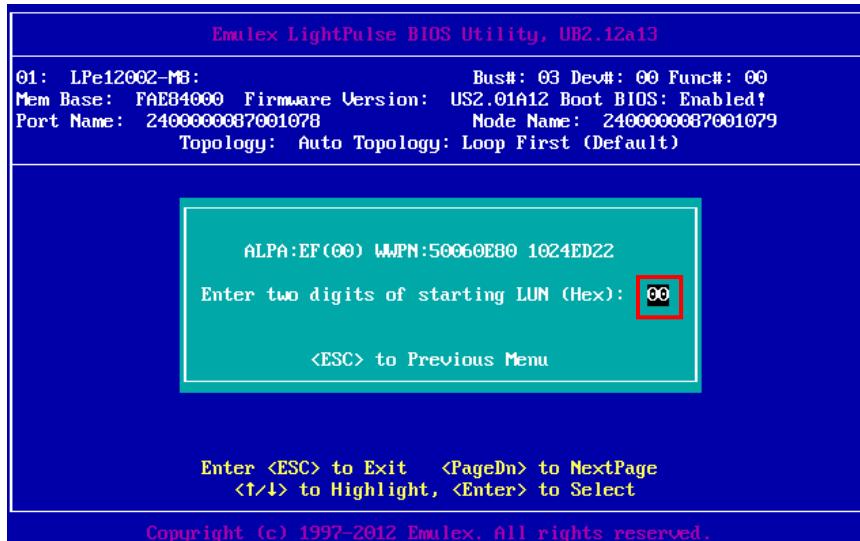 Emulex LightPulse BIOS Utility, UB2.12a13
01: LPe12002-M8: Bus#: 03 Dev#: 00 Func#: 00
Mem Base: FAE84000 Firmware Version: US2.01A12 Boot BIOS: Enabled!
Port Name: 2400000087001078 Node Name: 2400000087001079
Topology: Auto Topology: Loop First (Default)
ALPA:EF(00) WWPN:50060E80 1024ED22
Enter two digits of starting LUN (Hex): 00
<ESC> to Previous Menu
Enter <ESC> to Exit <PageDn> to NextPage
<↑/↓> to Highlight, <Enter> to Select
Copyright (c) 1997-2012 Emulex. All rights reserved.